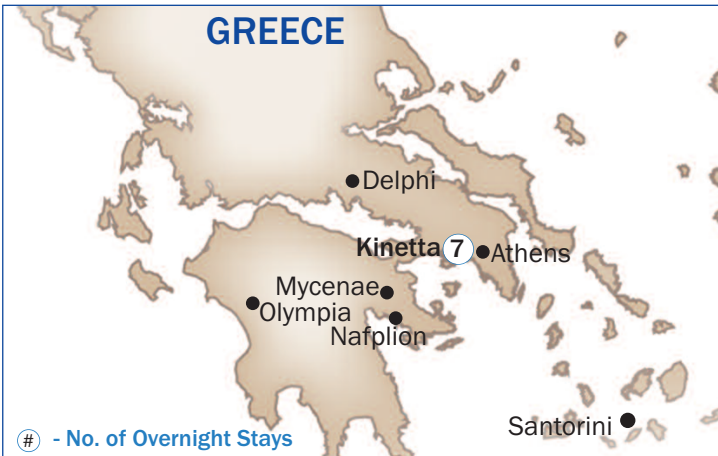 GREECE
Delphi
Kinetta 7
Athens
Mycenae
Olympia
Nafplion
Santorini
# - No. of Overnight Stays